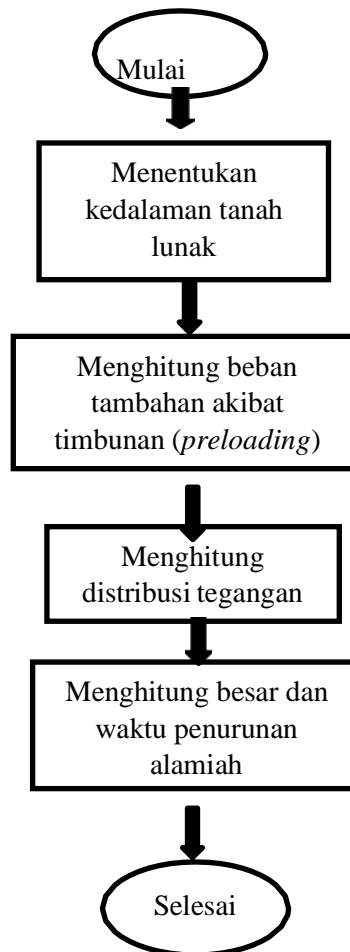 Mulai
Menentukan
kedalaman tanah
lunak
Menghitung beban
tambahan akibat
timbunan (preloading)
Menghitung
distribusi tegangan
Menghitung besar dan
waktu penurunan
alamiah
Selesai